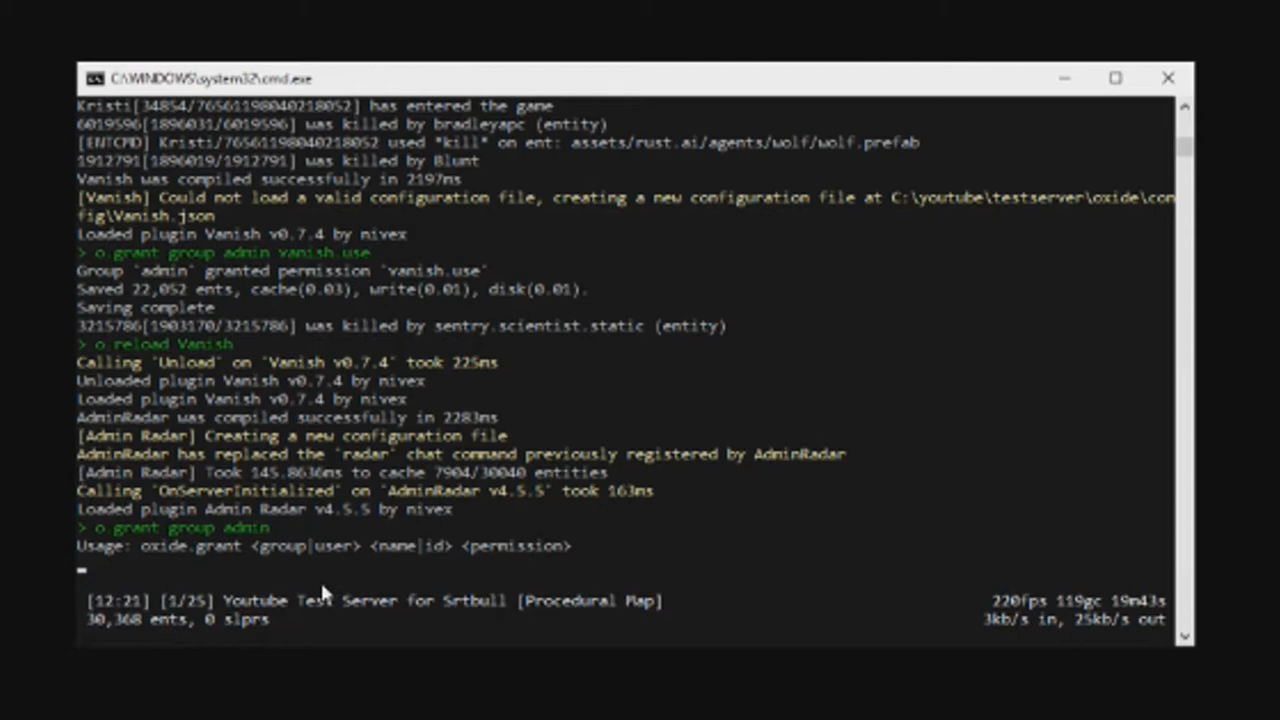 C:\WINDOWS\system32\cmd.exe
Kristi[34854/76561198040218052] has entered the game
6019596[1896031/6019596] was killed by bradleyapc (entity)
[ENTCMD] Kristi/76561198040218052 used *kill* on ent: assets/rust.ai/agents/wolf/wolf.prefab
1912791[1896019/1912791] was killed by Blunt
Vanish was compiled successfully in 2197ms
[Vanish] Could not load a valid configuration file, creating a new configuration file at C:\youtube\testserver\oxide\con
fig\Vanish.json
Loaded plugin Vanish v0.7.4 by nivex
> o.grant group admin vanish.use
Group 'admin' granted permission 'vanish.use'
Saved 22,052 ents, cache(0.03), write(0.01), disk(0.01).
Saving complete
3215786[1903170/3215786] was killed by sentry.scientist.static (entity)
> o.reload Vanish
Calling 'Unload' on 'Vanish v0.7.4' took 225ms
Unloaded plugin Vanish v0.7.4 by nivex
Loaded plugin Vanish v0.7.4 by nivex
AdminRadar was compiled successfully in 2283ms
[Admin Radar] Creating a new configuration file
AdminRadar has replaced the 'radar' chat command previously registered by AdminRadar
[Admin Radar] Took 145.8636ms to cache 7904/30040 entities
Calling 'OnServerInitialized' on 'AdminRadar v4.5.5' took 163ms
Loaded plugin Admin Radar v4.5.5 by nivex
> o.grant group admin
Usage: oxide.grant <group|user> <name|id> <permission>
[12:21] [1/25] Youtube Test Server for Srtbull [Procedural Map] 220fps 119gc 19m43s
30,368 ents, 0 slprs 3kb/s in, 25kb/s out